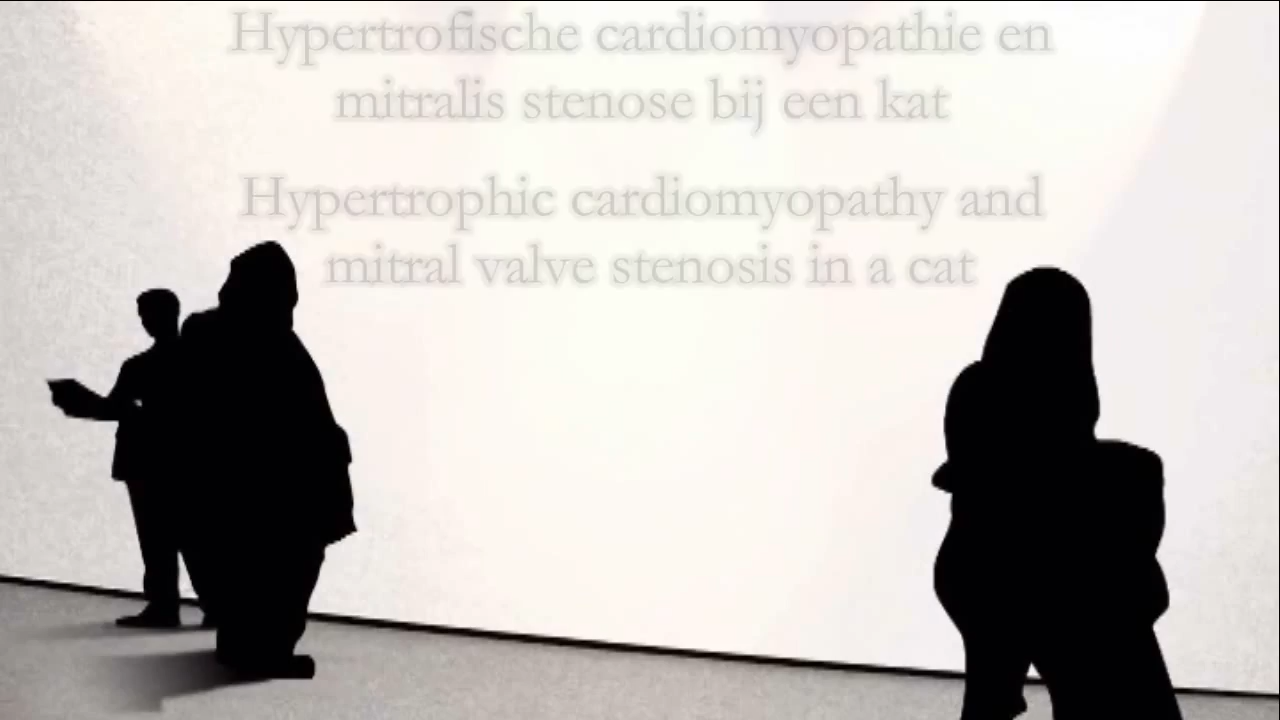 Hypertrofische cardiomyopathie en
mitralis stenose bij een kat
Hypertrophic cardiomyopathy and
mitral valve stenosis in a cat